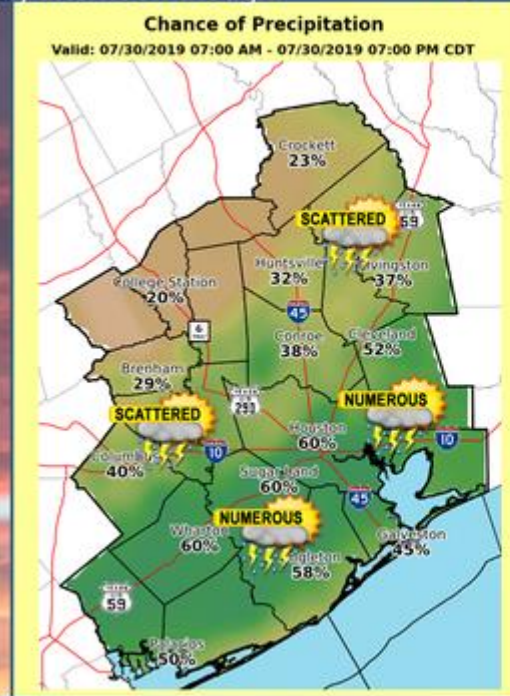 Chance of Precipitation
Valid: 07/30/2019 07:00 AM - 07/30/2019 07:00 PM CDT
Crockett
23%
SCATTERED
59
Huntsville
32%
Livingston
37%
College Station
20%
45
6
Conroe
38%
Cleveland
52%
Brenham
29%
290
SCATTERED
NUMEROUS
Houston
60%
10
10
40%
Sugar Land
60%
45
NUMEROUS
Wharton
60%
Galveston
45%
58%
59
Palacios
50%